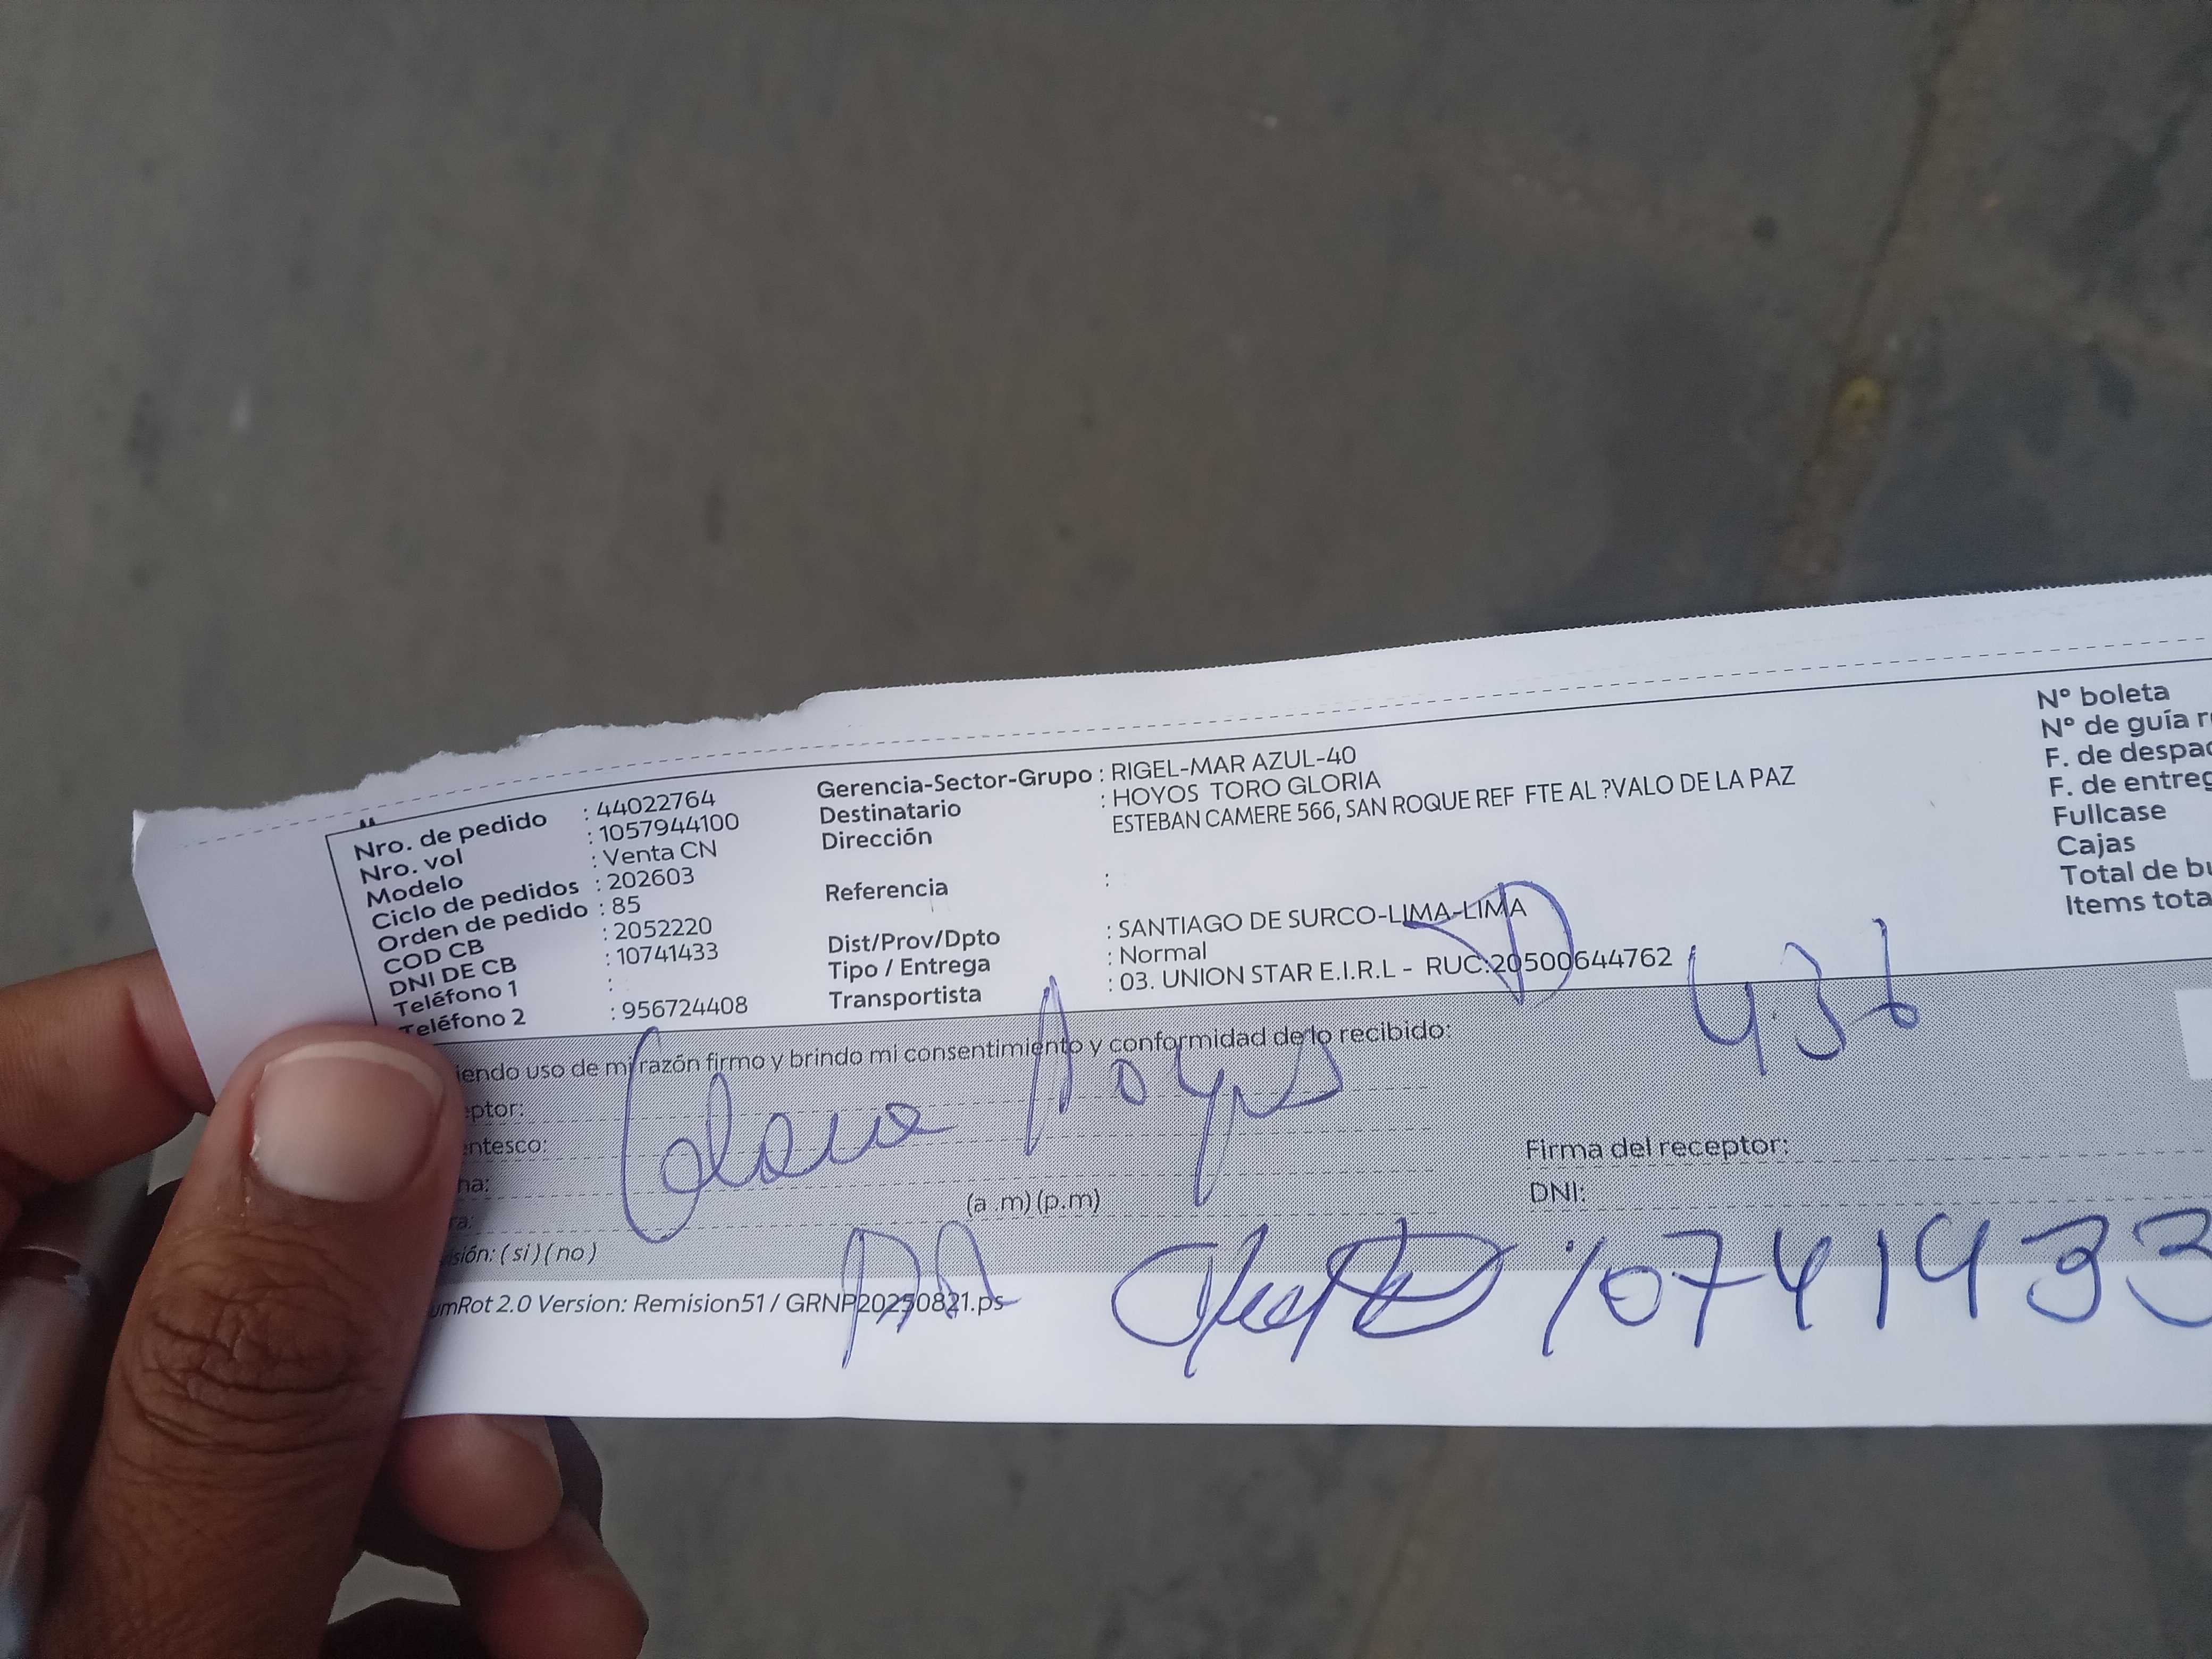 Nro. de pedido : 44022764
Nro. vol : 1057944100
Modelo : Venta CN
Ciclo de pedidos : 202603
Orden de pedido : 85
COD CB : 2052220
DNI DE CB : 10741433
Teléfono 1 :
Teléfono 2 : 956724408
Gerencia-Sector-Grupo : RIGEL-MAR AZUL-40
Destinatario : HOYOS TORO GLORIA
Dirección ESTEBAN CAMERE 566, SAN ROQUE REF FTE AL ?VALO DE LA PAZ
Referencia :
Dist/Prov/Dpto : SANTIAGO DE SURCO-LIMA-LIMA
Tipo / Entrega : Normal
Transportista : 03. UNION STAR E.I.R.L - RUC:20500644762
N° boleta
N° de guía r
F. de despac
F. de entreg
Fullcase
Cajas
Total de bu
Items tota
iendo uso de mi razón firmo y brindo mi consentimiento y conformidad de lo recibido:
eptor:
entesco:
ha:
ra: (a .m) (p.m)
sión: ( si ) ( no )
Hoyos
Firma del receptor:
DNI:
10741433
umRot 2.0 Version: Remision51 / GRNP20250821.ps